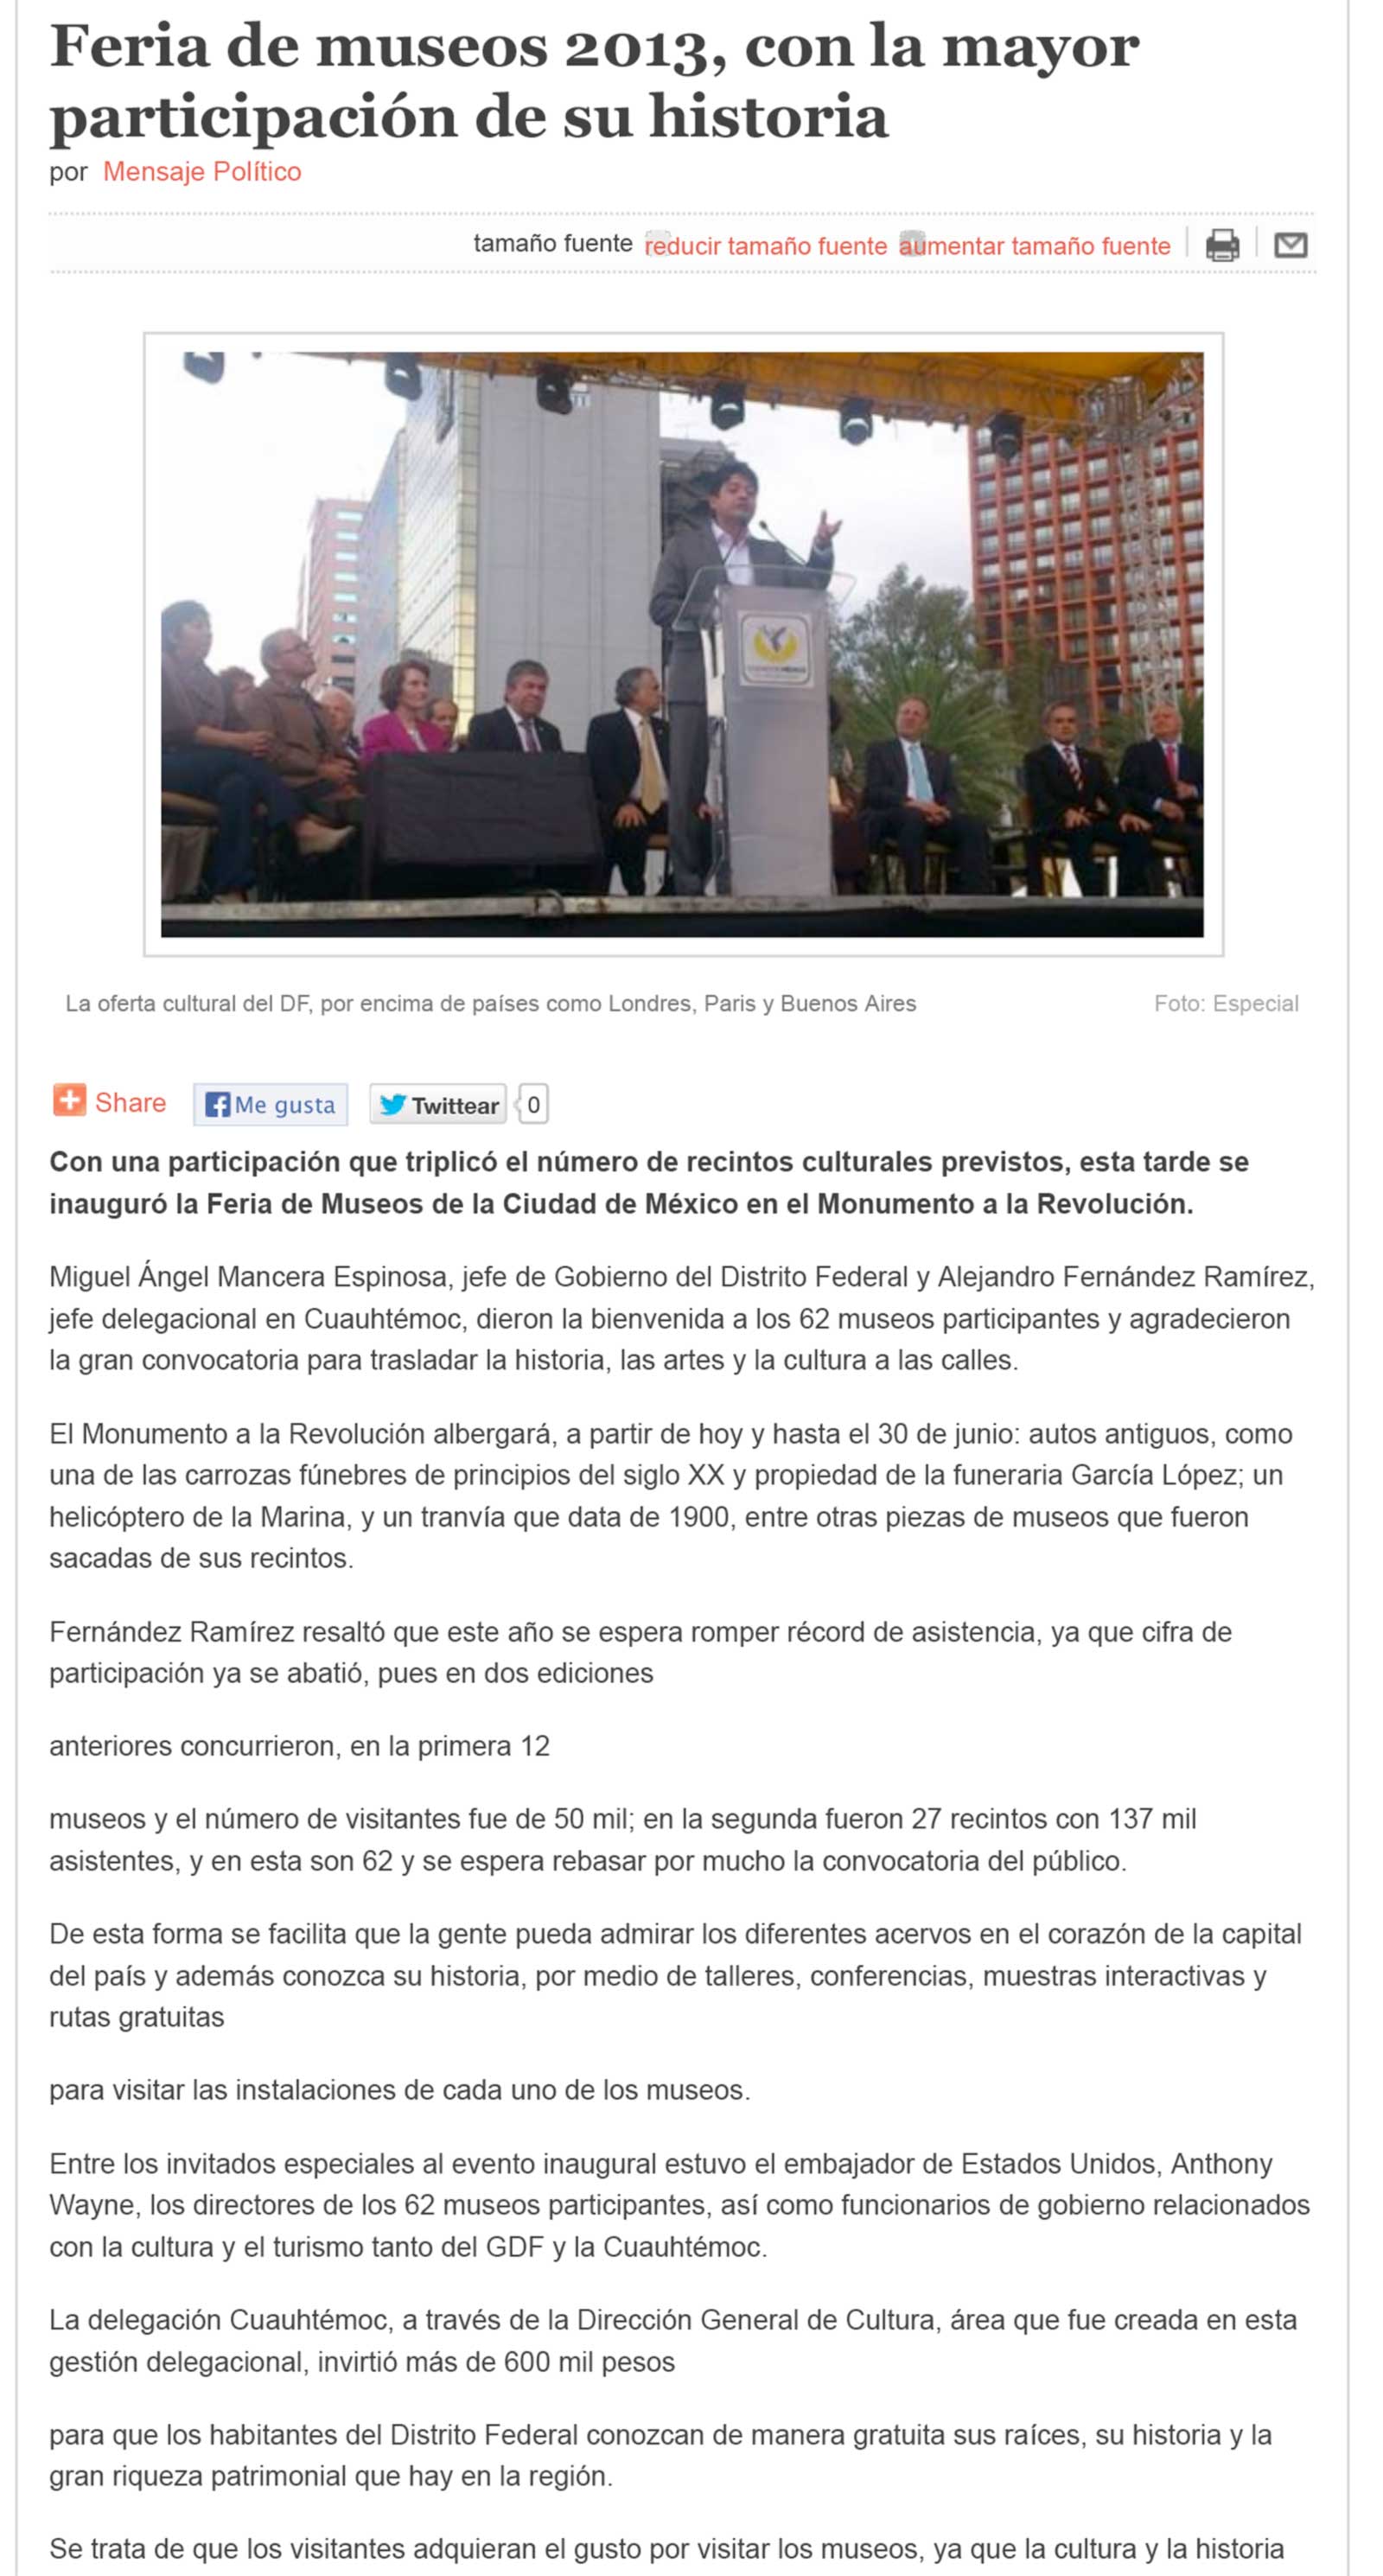 Feria de museos 2013, con la mayor
participación de su historia
por Mensaje Político
tamaño fuente reducir tamaño fuente aumentar tamaño fuente
La oferta cultural del DF, por encima de países como Londres, Paris y Buenos Aires
Foto: Especial
Share Me gusta Twittear 0
Con una participación que triplicó el número de recintos culturales previstos, esta tarde se
inauguró la Feria de Museos de la Ciudad de México en el Monumento a la Revolución.
Miguel Ángel Mancera Espinosa, jefe de Gobierno del Distrito Federal y Alejandro Fernández Ramírez,
jefe delegacional en Cuauhtémoc, dieron la bienvenida a los 62 museos participantes y agradecieron
la gran convocatoria para trasladar la historia, las artes y la cultura a las calles.
El Monumento a la Revolución albergará, a partir de hoy y hasta el 30 de junio: autos antiguos, como
una de las carrozas fúnebres de principios del siglo XX y propiedad de la funeraria García López; un
helicóptero de la Marina, y un tranvía que data de 1900, entre otras piezas de museos que fueron
sacadas de sus recintos.
Fernández Ramírez resaltó que este año se espera romper récord de asistencia, ya que cifra de
participación ya se abatió, pues en dos ediciones
anteriores concurrieron, en la primera 12
museos y el número de visitantes fue de 50 mil; en la segunda fueron 27 recintos con 137 mil
asistentes, y en esta son 62 y se espera rebasar por mucho la convocatoria del público.
De esta forma se facilita que la gente pueda admirar los diferentes acervos en el corazón de la capital
del país y además conozca su historia, por medio de talleres, conferencias, muestras interactivas y
rutas gratuitas
para visitar las instalaciones de cada uno de los museos.
Entre los invitados especiales al evento inaugural estuvo el embajador de Estados Unidos, Anthony
Wayne, los directores de los 62 museos participantes, así como funcionarios de gobierno relacionados
con la cultura y el turismo tanto del GDF y la Cuauhtémoc.
La delegación Cuauhtémoc, a través de la Dirección General de Cultura, área que fue creada en esta
gestión delegacional, invirtió más de 600 mil pesos
para que los habitantes del Distrito Federal conozcan de manera gratuita sus raíces, su historia y la
gran riqueza patrimonial que hay en la región.
Se trata de que los visitantes adquieran el gusto por visitar los museos, ya que la cultura y la historia